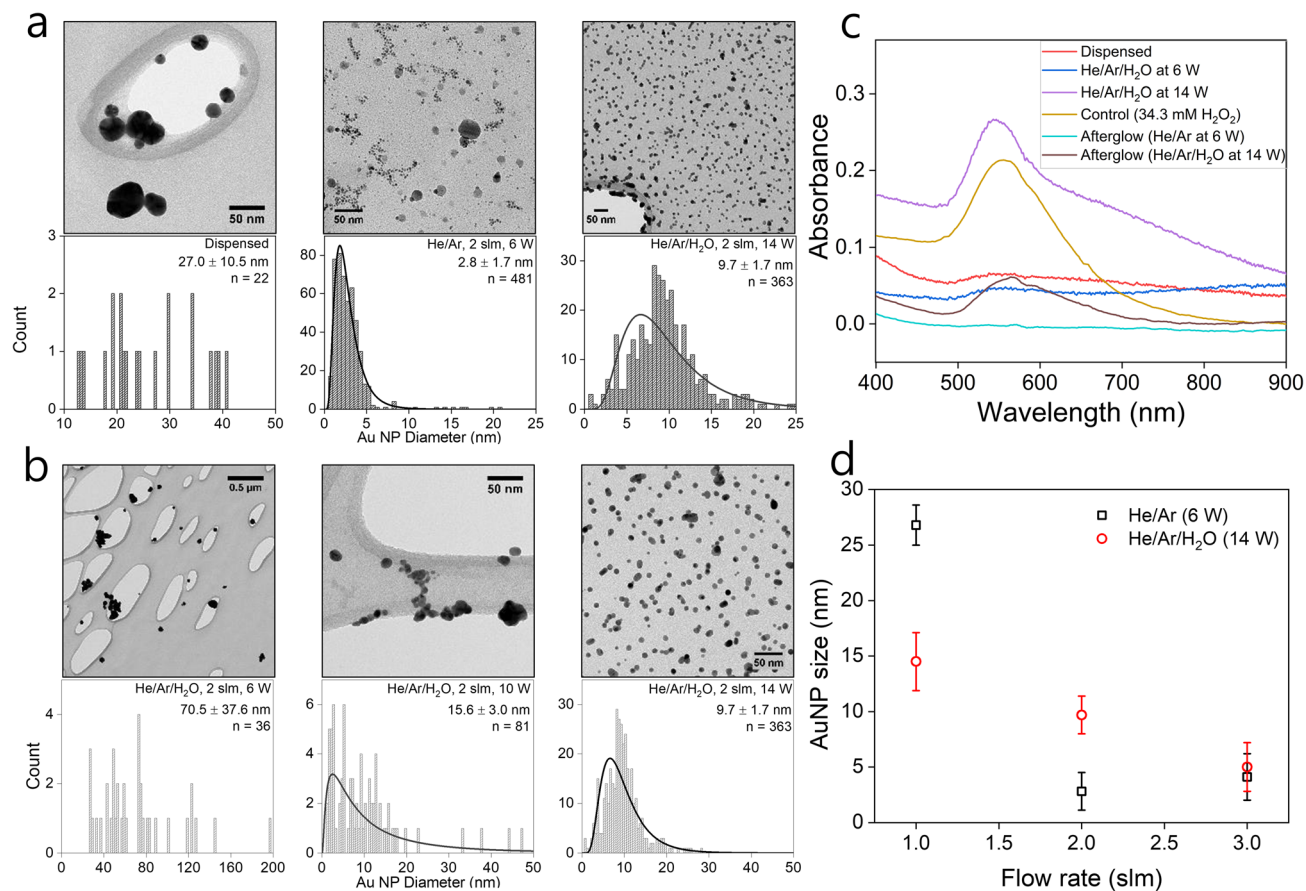 a
50 nm
50 nm
50 nm
3
2
1
0
Count
Dispensed
27.0 ± 10.5 nm
n = 22
10 20 30 40 50
80
60
40
20
0
He/Ar, 2 slm, 6 W
2.8 ± 1.7 nm
n = 481
0 5 10 15 20 25
Au NP Diameter (nm)
30
20
10
0
He/Ar/H₂O, 2 slm, 14 W
9.7 ± 1.7 nm
n = 363
0 5 10 15 20 25
Au NP Diameter (nm)
b
0.5 µm
50 nm
50 nm
4
2
0
Count
He/Ar/H₂O, 2 slm, 6 W
70.5 ± 37.6 nm
n = 36
0 40 80 120 160 200
6
4
2
0
He/Ar/H₂O, 2 slm, 10 W
15.6 ± 3.0 nm
n = 81
0 10 20 30 40 50
Au NP Diameter (nm)
30
20
10
0
He/Ar/H₂O, 2 slm, 14 W
9.7 ± 1.7 nm
n = 363
0 10 20 30 40 50
c
Dispensed
He/Ar/H₂O at 6 W
He/Ar/H₂O at 14 W
Control (34.3 mM H₂O₂)
Afterglow (He/Ar at 6 W)
Afterglow (He/Ar/H₂O at 14 W)
0.3
0.2
0.1
0.0
Absorbance
400 500 600 700 800 900
Wavelength (nm)
d
He/Ar (6 W)
He/Ar/H₂O (14 W)
30
25
20
15
10
5
0
AuNP size (nm)
1.0 1.5 2.0 2.5 3.0
Flow rate (slm)